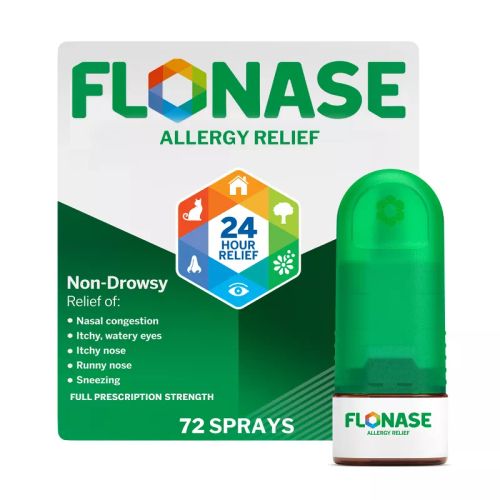 FLONASE
ALLERGY RELIEF
24
HOUR
RELIEF
Non-Drowsy
Relief of:
• Nasal congestion
• Itchy, watery eyes
• Itchy nose
• Runny nose
• Sneezing
FULL PRESCRIPTION STRENGTH
72 SPRAYS
FLONASE
ALLERGY RELIEF